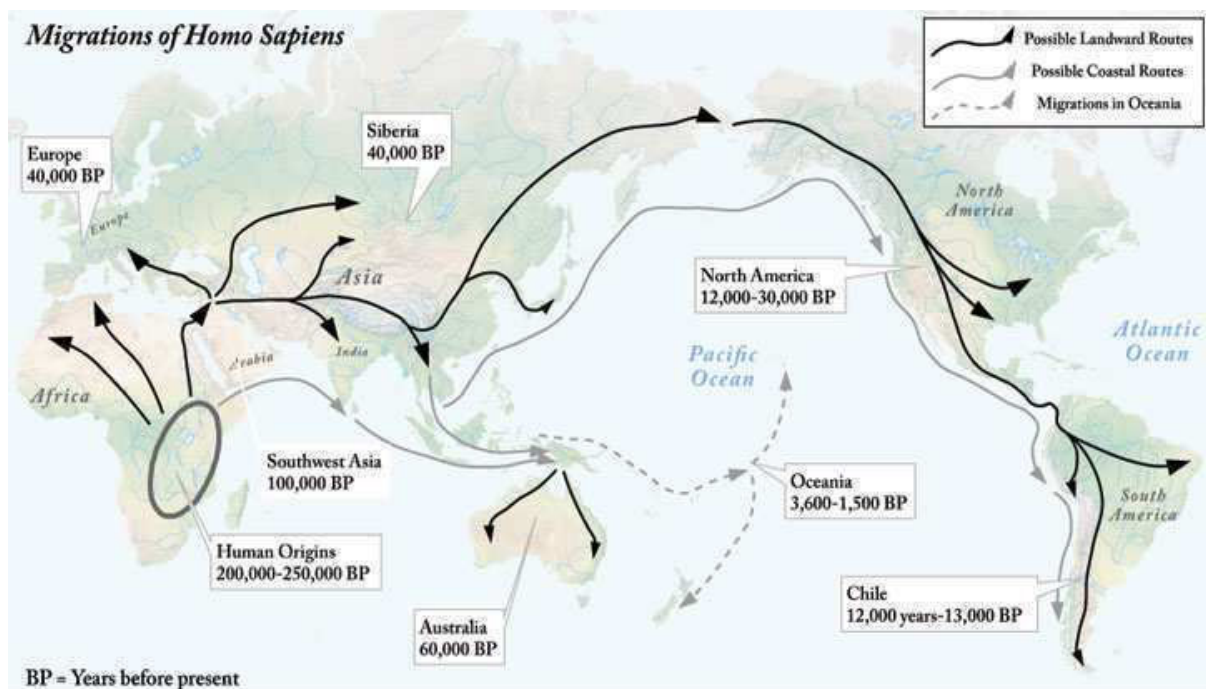 Migrations of Homo Sapiens
Possible Landward Routes
Possible Coastal Routes
Migrations in Oceania
Europe
40,000 BP
Siberia
40,000 BP
Europe
Asia
North
America
North America
12,000-30,000 BP
Atlantic
Ocean
Pacific
Ocean
India
Arabia
Africa
Southwest Asia
100,000 BP
Oceania
3,600-1,500 BP
South
America
Human Origins
200,000-250,000 BP
Chile
12,000 years-13,000 BP
Australia
60,000 BP
BP = Years before present